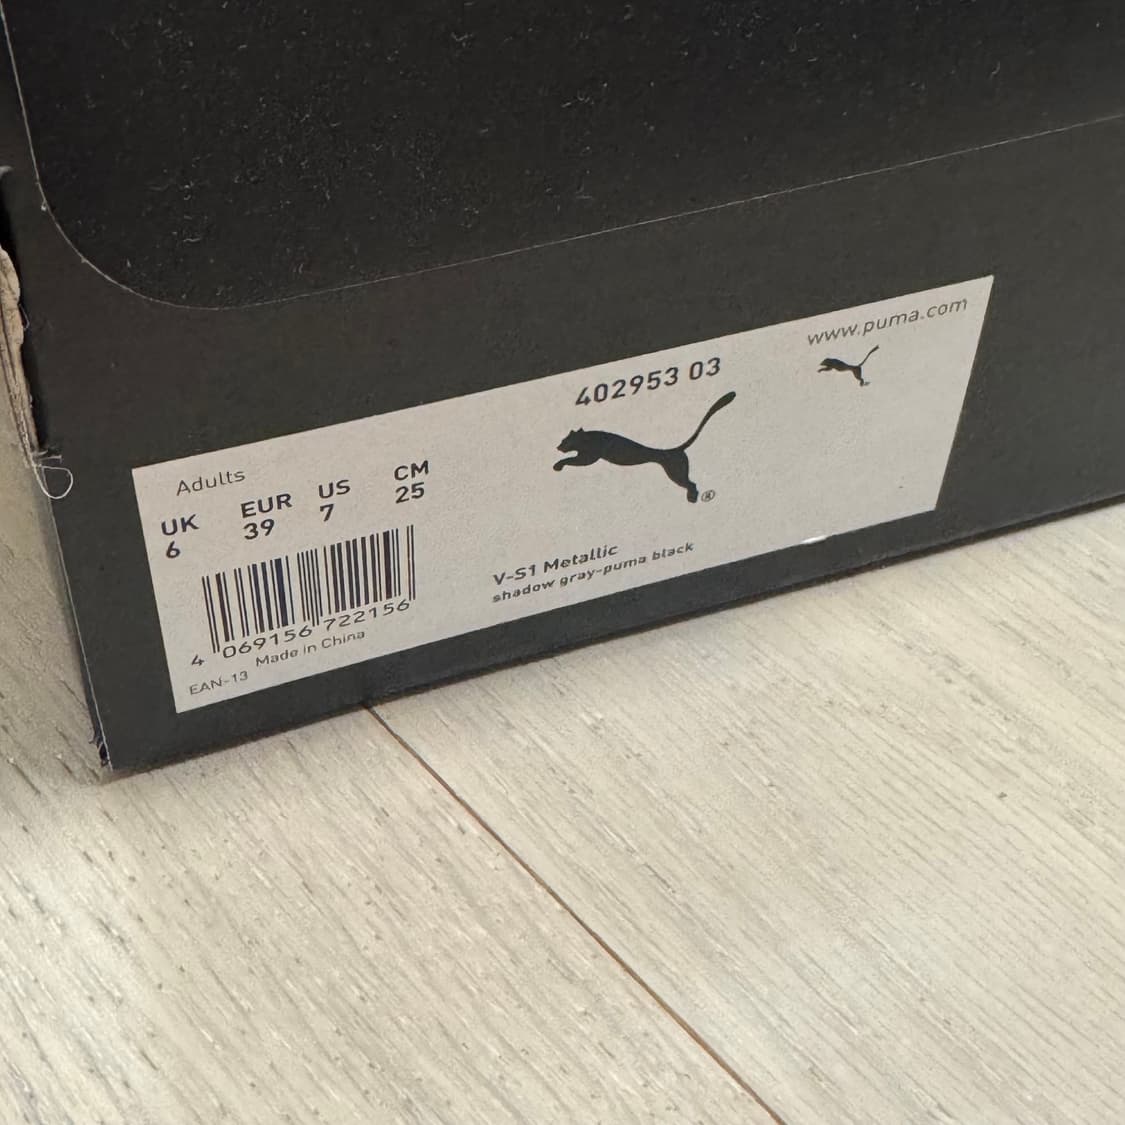 www.puma.com
402953 03
®
Adults
UK EUR US CM
6 39 7 25
4 069156 722156
Made in China
EAN-13
V-S1 Metallic
shadow gray-puma black